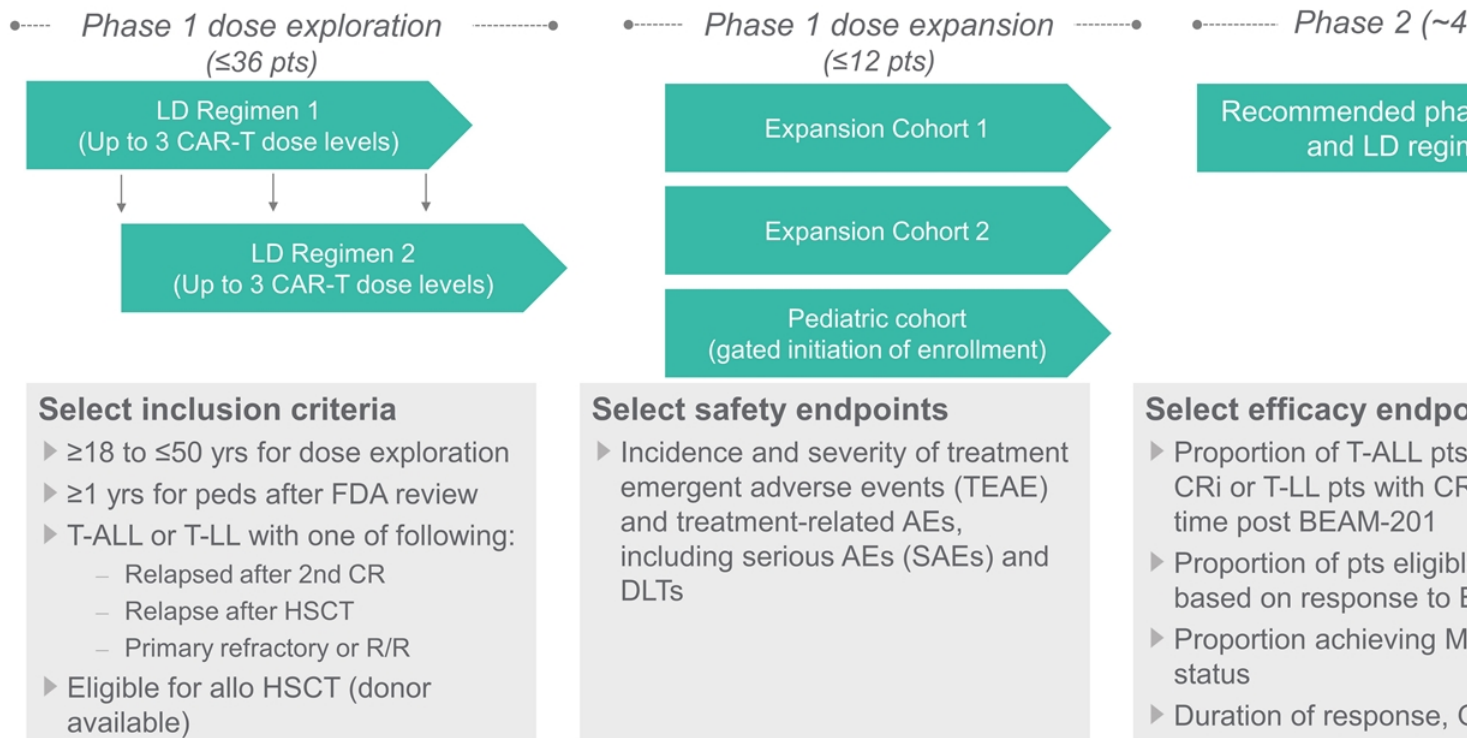 Phase 1 dose exploration
(≤36 pts)
LD Regimen 1
(Up to 3 CAR-T dose levels)
LD Regimen 2
(Up to 3 CAR-T dose levels)
Phase 1 dose expansion
(≤12 pts)
Expansion Cohort 1
Expansion Cohort 2
Pediatric cohort
(gated initiation of enrollment)
Phase 2 (~4
Recommended
and LD
Select inclusion criteria
≥18 to ≤50 yrs for dose exploration
≥1 yrs for peds after FDA review
T-ALL or T-LL with one of following:
– Relapsed after 2nd CR
– Relapse after HSCT
– Primary refractory or R/R
Eligible for allo HSCT (donor
available)
Select safety endpoints
Incidence and severity of treatment
emergent adverse events (TEAE)
and treatment-related AEs,
including serious AEs (SAEs) and
DLTs
Select efficacy
Proportion of T-ALL pts
CRi or T-LL pts with
time post BEAM-201
Proportion of pts
based on response to
Proportion achieving
status
Duration of response,